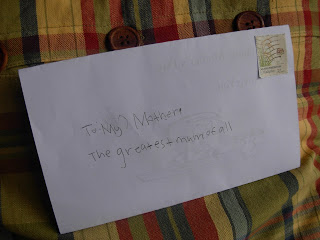 To My Mother,
The greatest mum of all